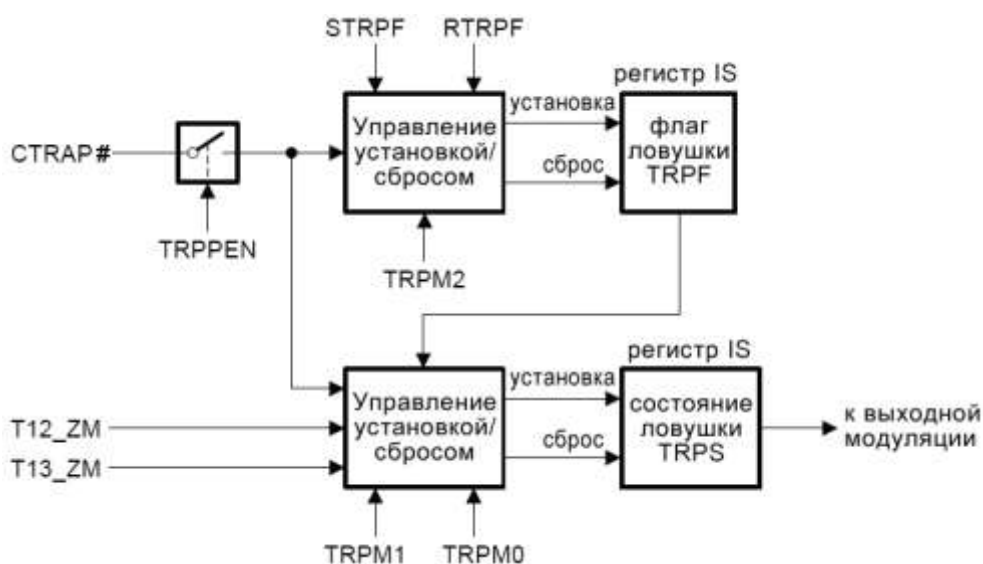 STRPF RTRPF
регистр IS
CTRAP#
Управление
установкой/
сбросом
установка
сброс
флаг
ловушки
TRPF
TRPPEN
TRPM2
регистр IS
T12_ZM
T13_ZM
Управление
установкой/
сбросом
установка
сброс
состояние
ловушки
TRPS
к выходной
модуляции
TRPM1 TRPM0